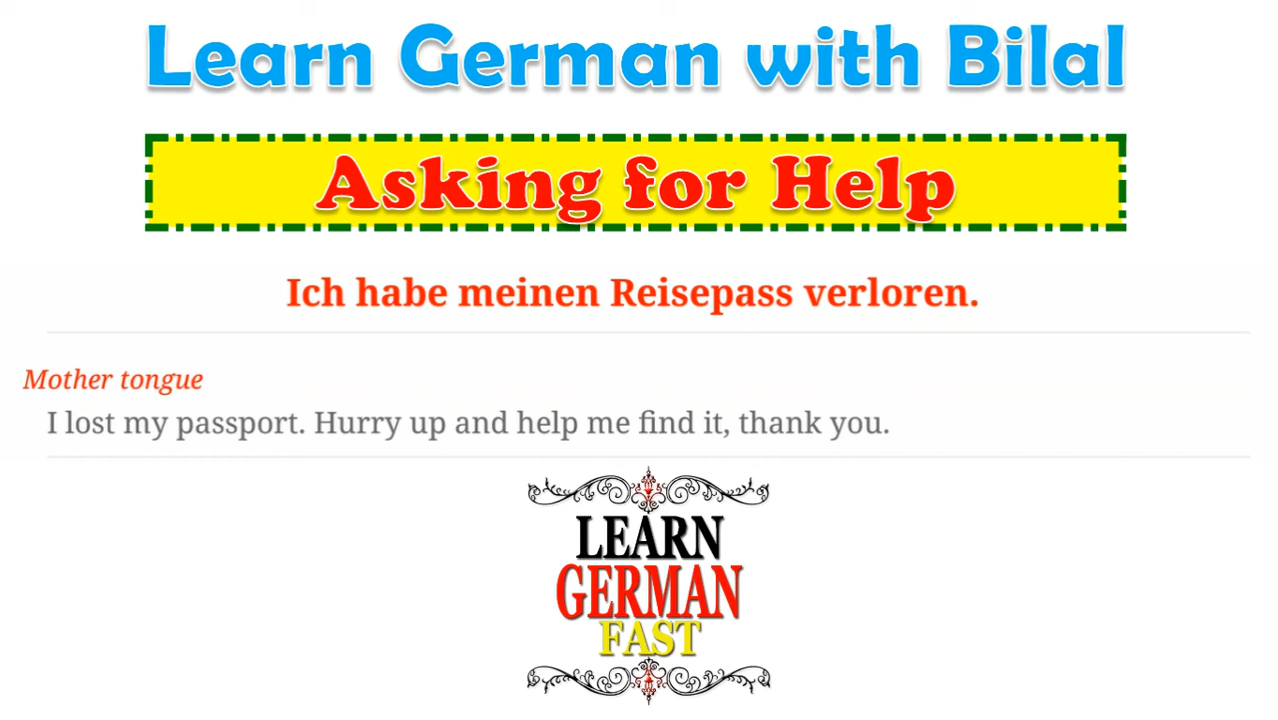 Learn German with Bilal
Asking for Help
Ich habe meinen Reisepass verloren.
Mother tongue
I lost my passport. Hurry up and help me find it, thank you.
LEARN
GERMAN
FAST